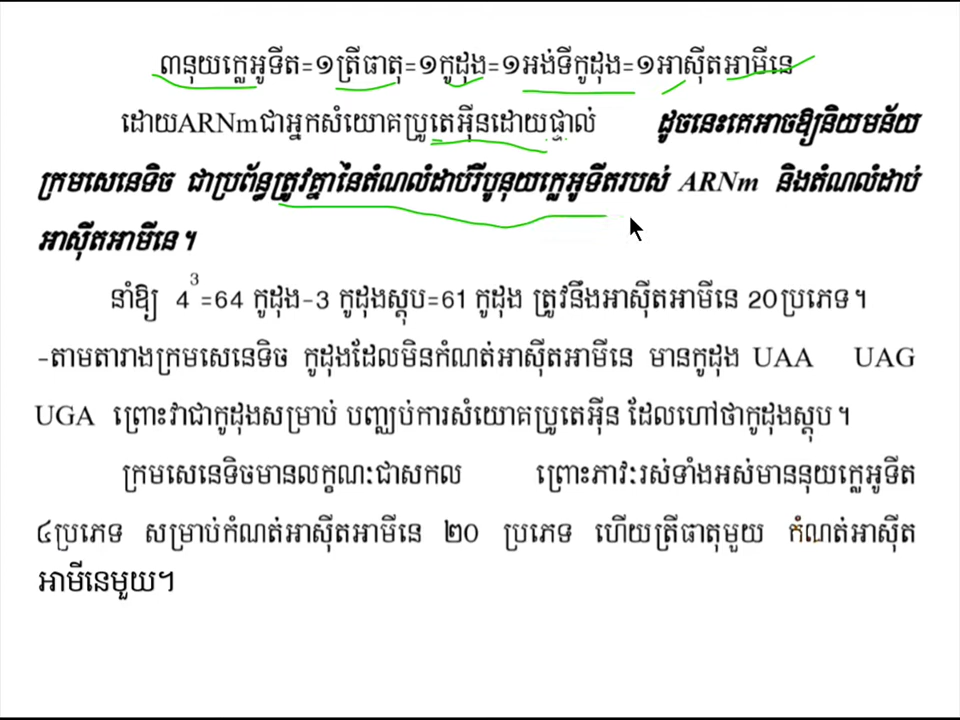 ៣នុយក្លេអូទីត=១ត្រីធាតុ=១កូដុង=១អង់ទីកូដុង=១អាស៊ីតអាមីនេ
ដោយARNmជាអ្នកសំយោគប្រូតេអ៊ីនដោយផ្ទាល់ ដូចនេះគេអាចឱ្យនិយមន័យ
ក្រមសេនេទិច ជាប្រព័ន្ធត្រូវគ្នានៃតំណលំដាប់រីបូនុយក្លេអូទីតរបស់ ARNm និងតំណលំដាប់
អាស៊ីតអាមីនេ។
នាំឱ្យ 4³=64 កូដុង-3 កូដុងស្តុប=61 កូដុង ត្រូវនឹងអាស៊ីតអាមីនេ 20ប្រភេទ។
-តាមតារាងក្រមសេនេទិច កូដុងដែលមិនកំណត់អាស៊ីតអាមីនេ មានកូដុង UAA UAG
UGA ព្រោះវាជាកូដុងសម្រាប់ បញ្ឈប់ការសំយោគប្រូតេអ៊ីន ដែលហៅថាកូដុងស្តុប។
ក្រមសេនេទិចមានលក្ខណៈជាសកល ព្រោះភាវៈរស់ទាំងអស់មាននុយក្លេអូទីត
៤ប្រភេទ សម្រាប់កំណត់អាស៊ីតអាមីនេ ២០ ប្រភេទ ហើយត្រីធាតុមួយ កំណត់អាស៊ីត
អាមីនេមួយ។